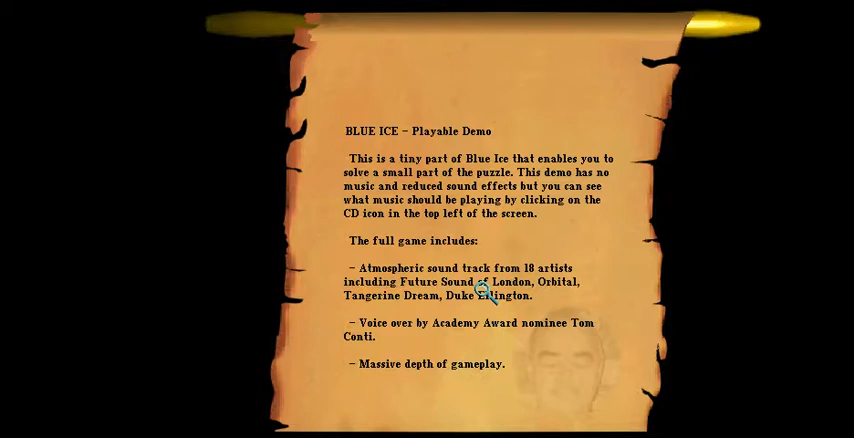 BLUE ICE - Playable Demo
This is a tiny part of Blue Ice that enables you to
solve a small part of the puzzle. This demo has no
music and reduced sound effects but you can see
what music should be playing by clicking on the
CD icon in the top left of the screen.
The full game includes:
- Atmospheric sound track from 18 artists
including Future Sound of London, Orbital,
Tangerine Dream, Duke Ellington.
- Voice over by Academy Award nominee Tom
Conti.
- Massive depth of gameplay.